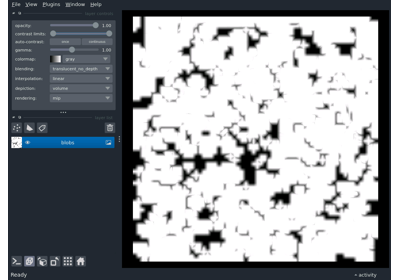 File View Plugins Window Help
opacity: 1.00
contrast limits:
auto-contrast: once continuous
gamma: 1.00
colormap: gray
blending: translucent_no_depth
interpolation: linear
depiction: volume
rendering: mip
blobs
Ready
activity